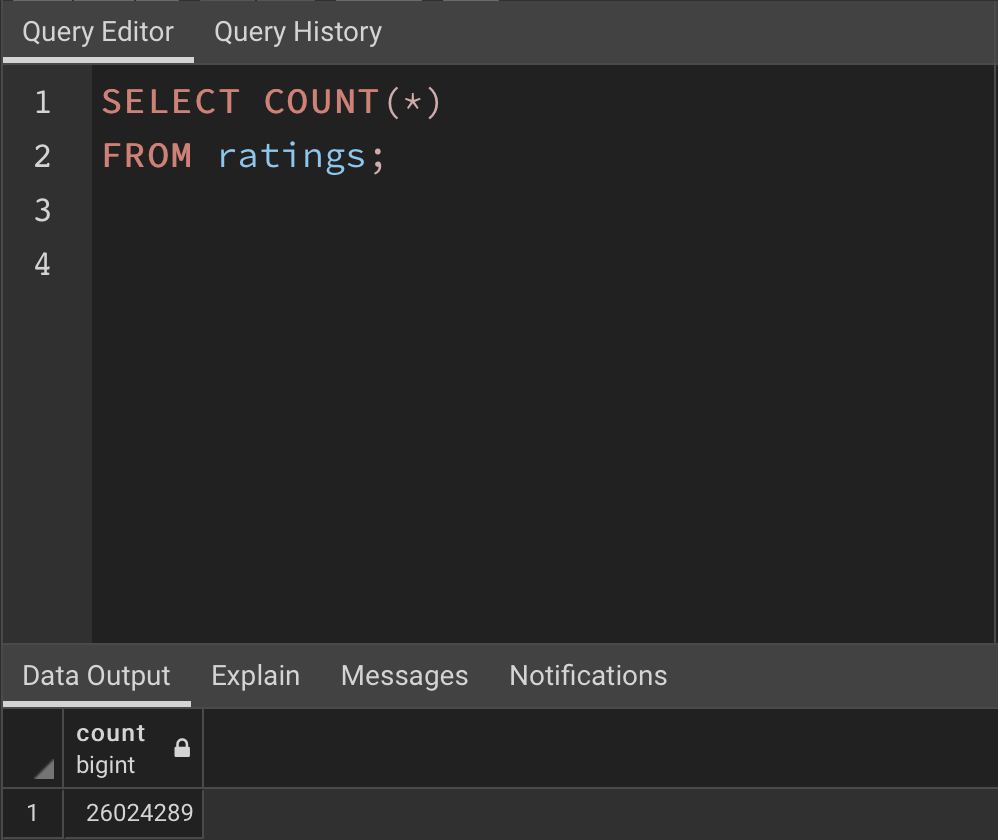 Query Editor Query History
1 SELECT COUNT(*)
2 FROM ratings;
3
4
Data Output Explain Messages Notifications
count
bigint
1 26024289